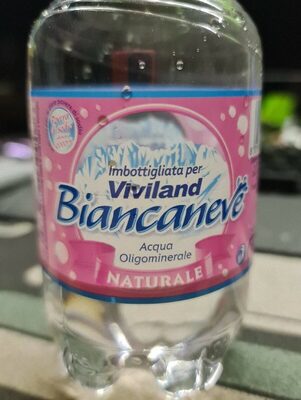 Imbottigliata per
Viviland
Biancaneve
Acqua
Oligominerale
NATURALE